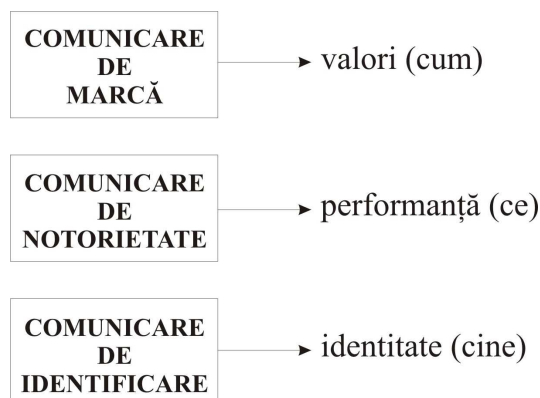 COMUNICARE
DE
MARCĂ
valori (cum)
COMUNICARE
DE
NOTORIETATE
performanță (ce)
COMUNICARE
DE
IDENTIFICARE
identitate (cine)